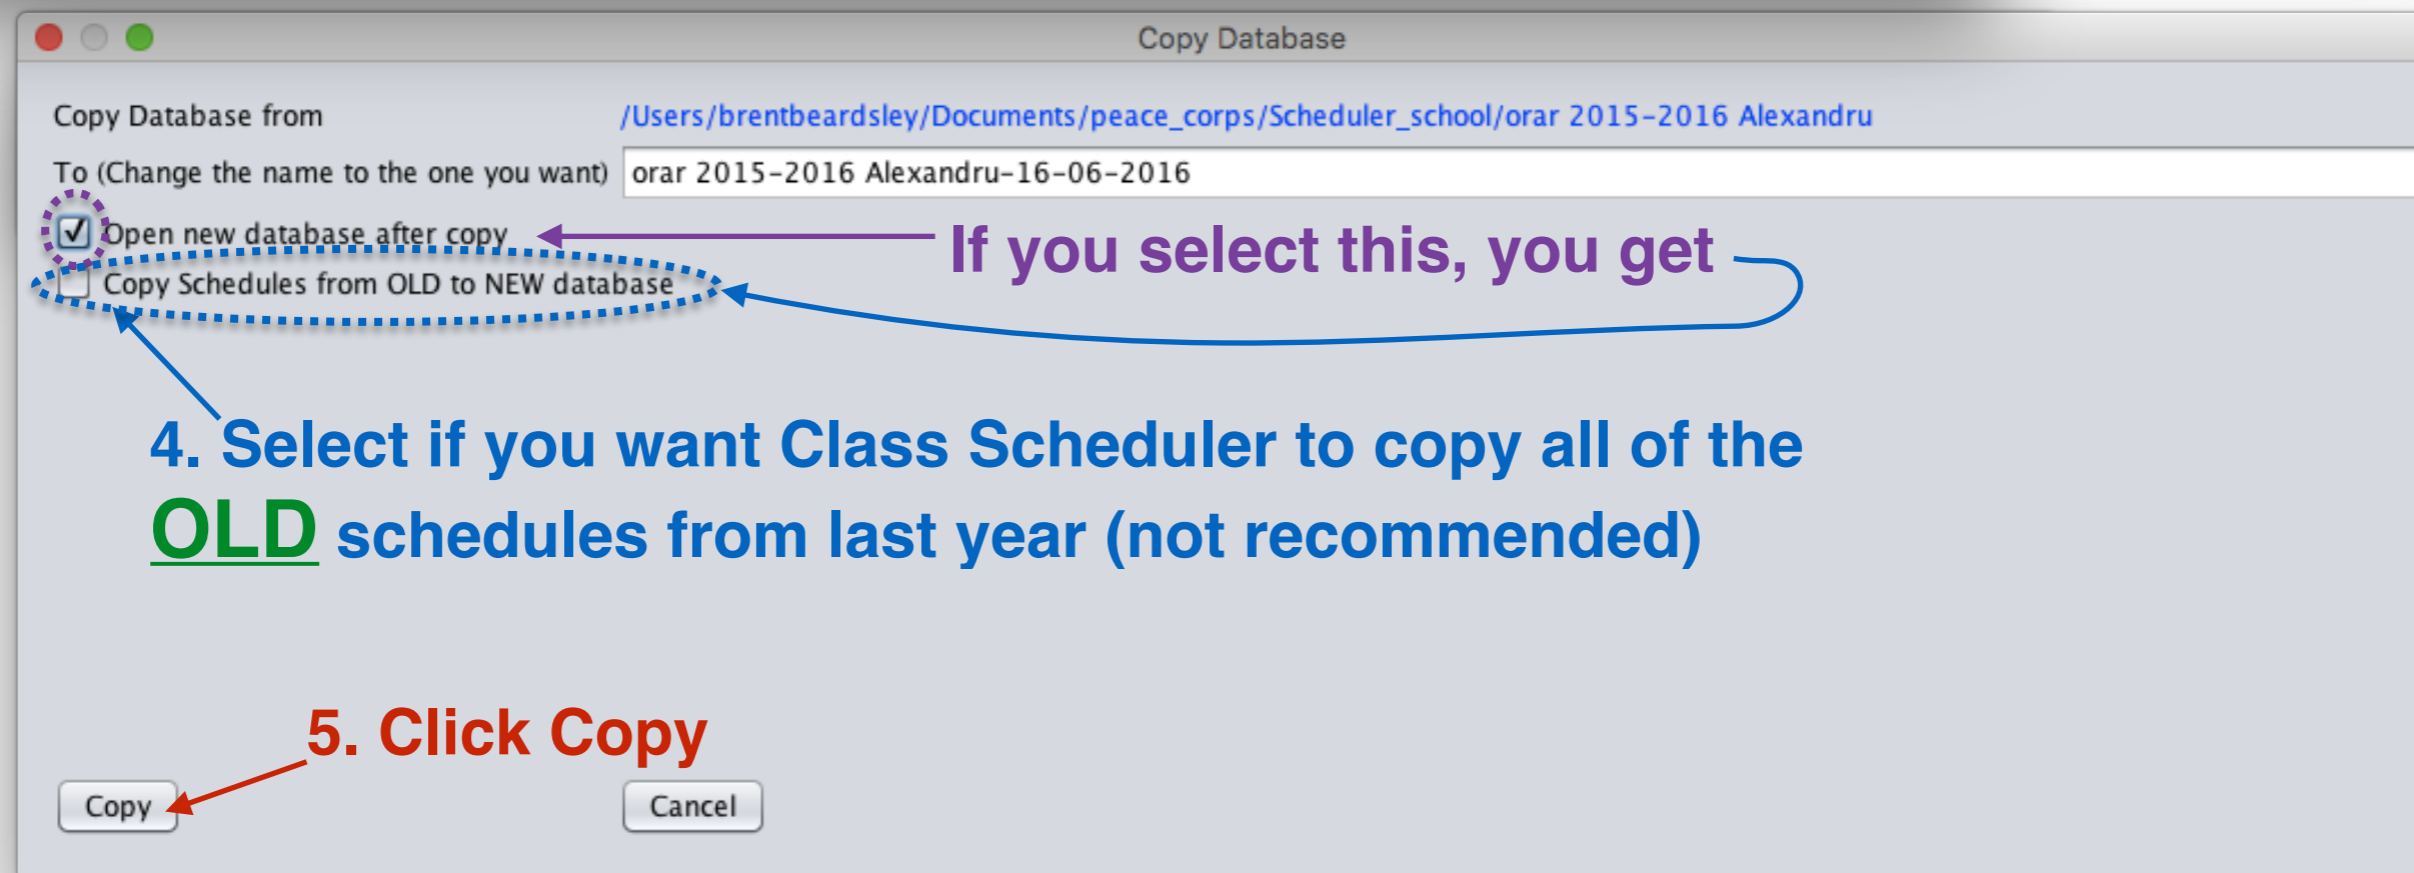 Copy Database
Copy Database from /Users/brentbeardsley/Documents/peace_corps/Scheduler_school/orar 2015-2016 Alexandru
To (Change the name to the one you want) orar 2015-2016 Alexandru-16-06-2016
Open new database after copy
If you select this, you get
Copy Schedules from OLD to NEW database
4. Select if you want Class Scheduler to copy all of the
OLD schedules from last year (not recommended)
5. Click Copy
Copy Cancel